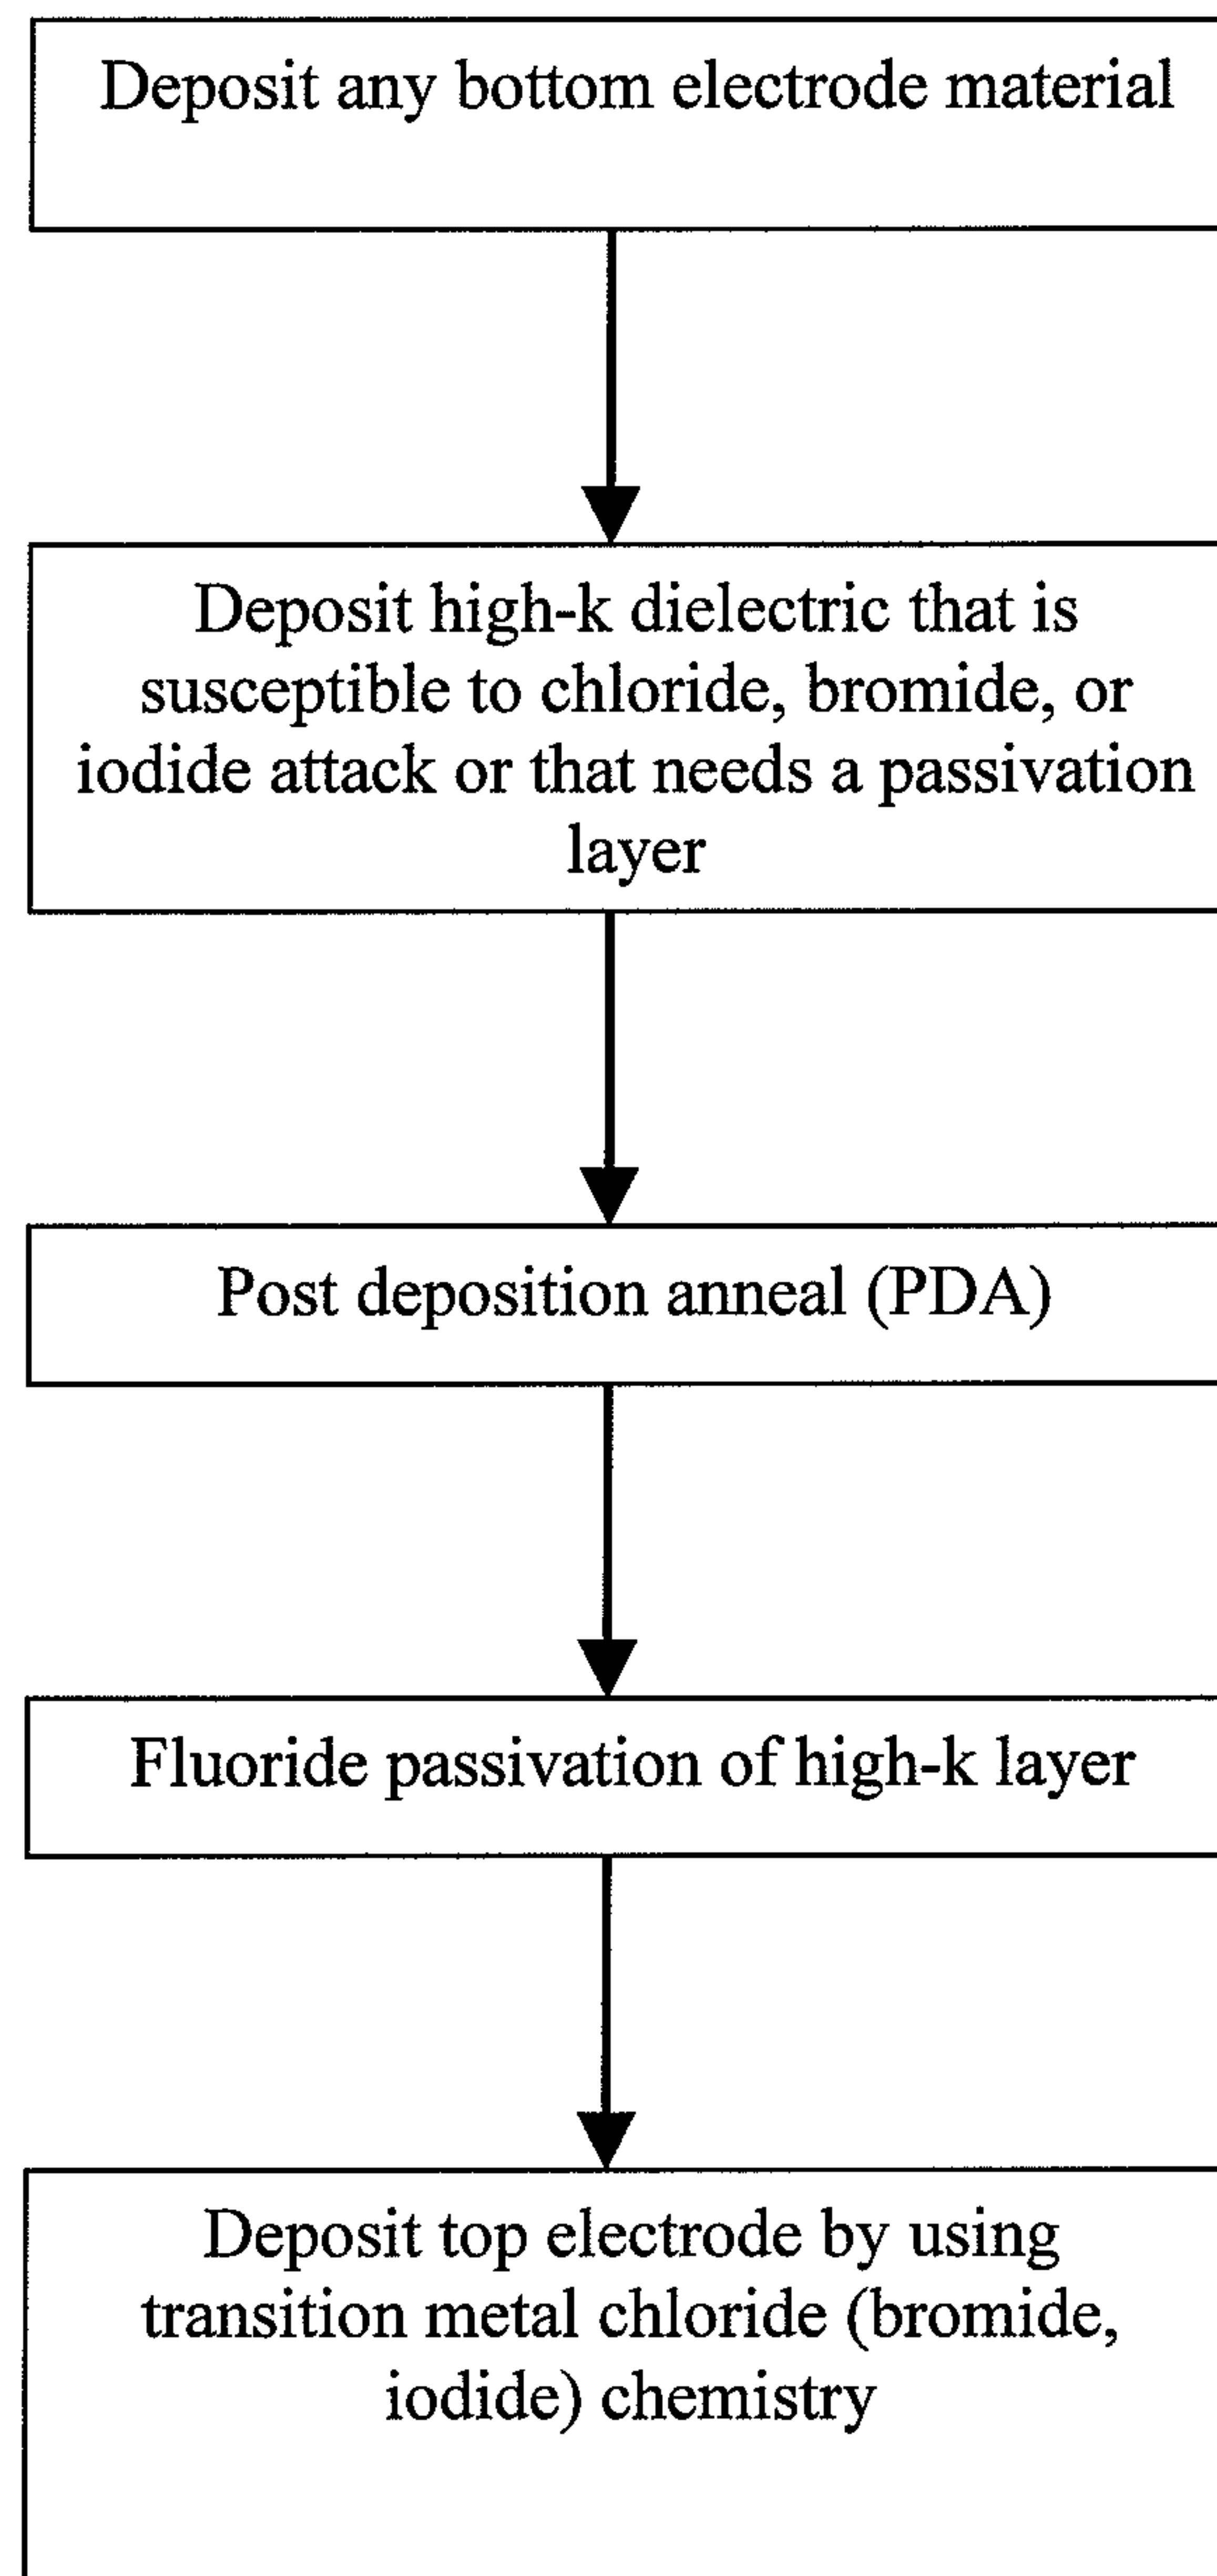 Deposit any bottom electrode material
Deposit high-k dielectric that is
susceptible to chloride, bromide, or
iodide attack or that needs a passivation
layer
Post deposition anneal (PDA)
Fluoride passivation of high-k layer
Deposit top electrode by using
transition metal chloride (bromide,
iodide) chemistry